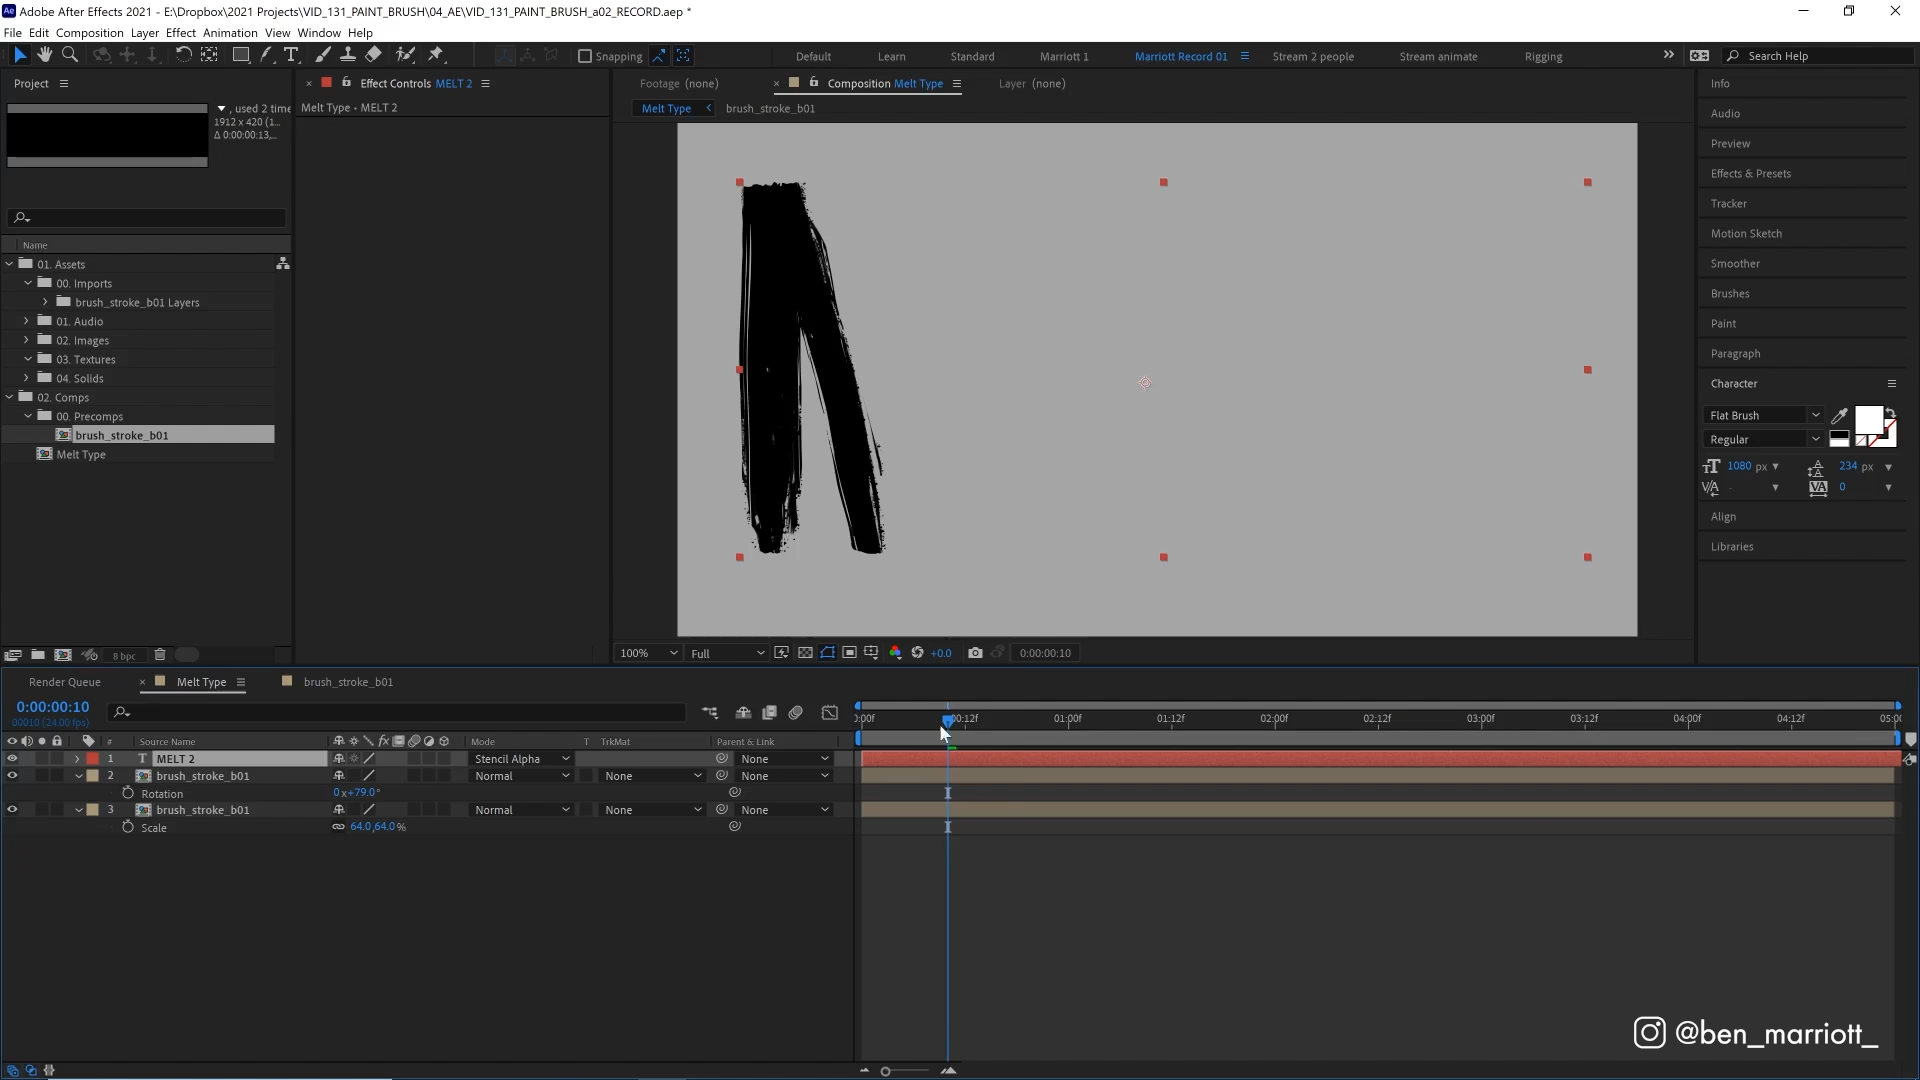 Adobe After Effects 2021 - E:\Dropbox\2021 Projects\VID_131_PAINT_BRUSH\04_AE\VID_131_PAINT_BRUSH_a02_RECORD.aep *
File Edit Composition Layer Effect Animation View Window Help
Snapping
Default Learn Standard Marriott 1 Marriott Record 01 Stream 2 people Stream animate Rigging
Search Help
Project
, used 2 time
1912 x 420 (1...
Δ 0:00:00:13,...
Name
01. Assets
00. Imports
brush_stroke_b01 Layers
01. Audio
02. Images
03. Textures
04. Solids
02. Comps
00. Precomps
brush_stroke_b01
Melt Type
8 bpc
Effect Controls MELT 2
Melt Type • MELT 2
Footage (none)
Composition Melt Type
Layer (none)
Melt Type brush_stroke_b01
100% Full +0.0 0:00:00:10
Info
Audio
Preview
Effects & Presets
Tracker
Motion Sketch
Smoother
Brushes
Paint
Paragraph
Character
Flat Brush
Regular
1080 px 234 px
- 0
Align
Libraries
Render Queue Melt Type brush_stroke_b01
0:00:00:10
00010 (24.00 fps)
0:00f 00:12f 01:00f 01:12f 02:00f 02:12f 03:00f 03:12f 04:00f 04:12f 05:0
# Source Name Mode T TrkMat Parent & Link
1 T MELT 2 Stencil Alpha None
2 brush_stroke_b01 Normal None None
Rotation 0x+79.0°
3 brush_stroke_b01 Normal None None
Scale 64.0,64.0%
@ben_marriott_